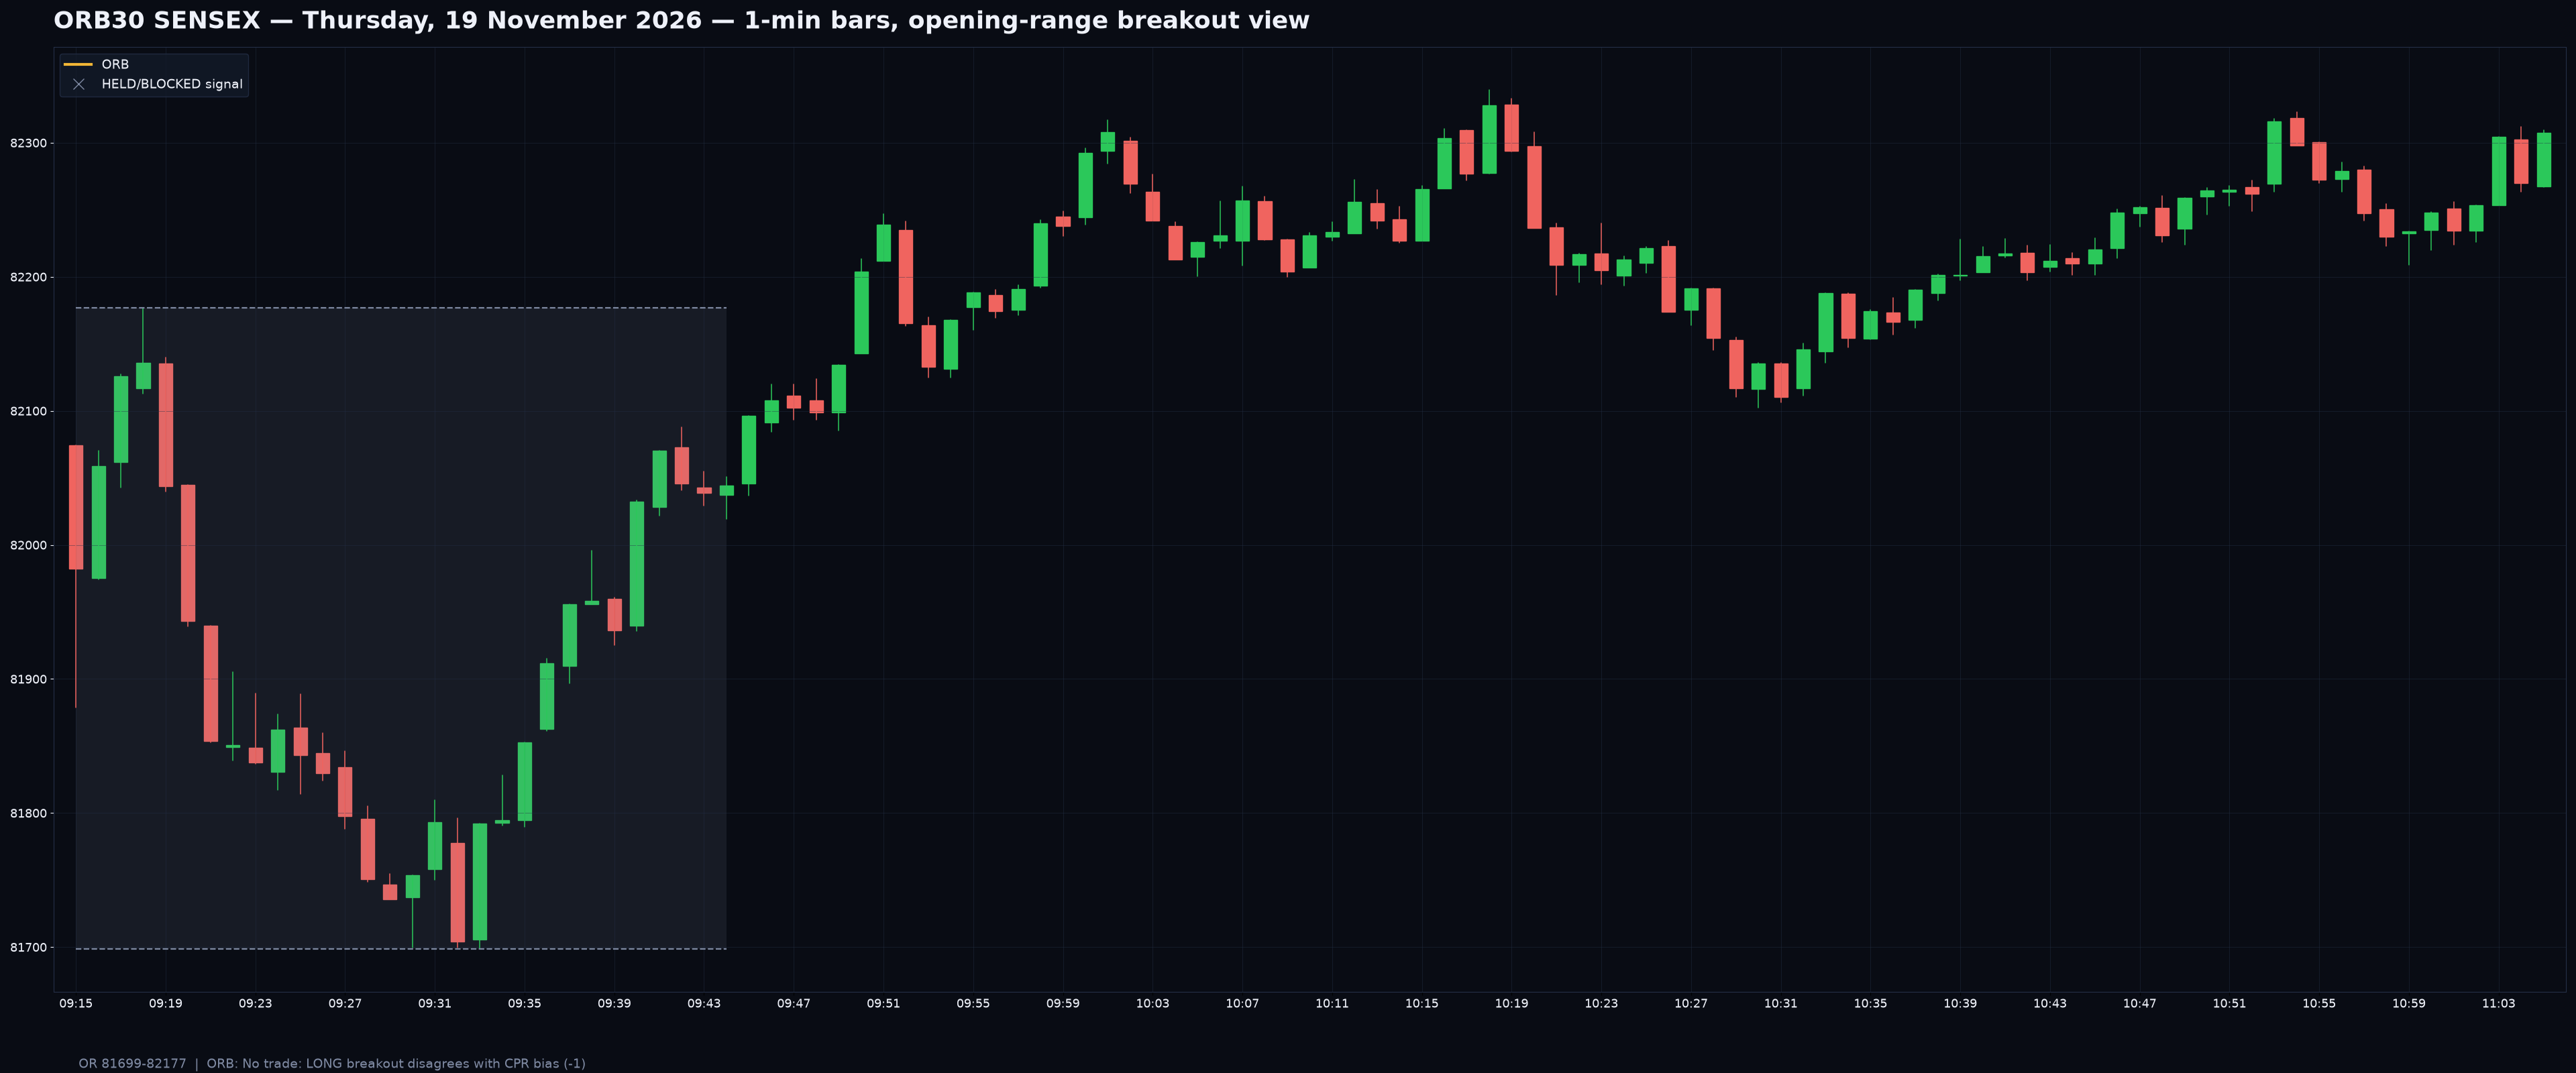 ORB30 SENSEX — Thursday, 19 November 2026 — 1-min bars, opening-range breakout view
ORB
HELD/BLOCKED signal
82300
82200
82100
82000
81900
81800
81700
09:15 09:19 09:23 09:27 09:31 09:35 09:39 09:43 09:47 09:51 09:55 09:59 10:03 10:07 10:11 10:15 10:19 10:23 10:27 10:31 10:35 10:39 10:43 10:47 10:51 10:55 10:59 11:03
OR 81699-82177 | ORB: No trade: LONG breakout disagrees with CPR bias (-1)